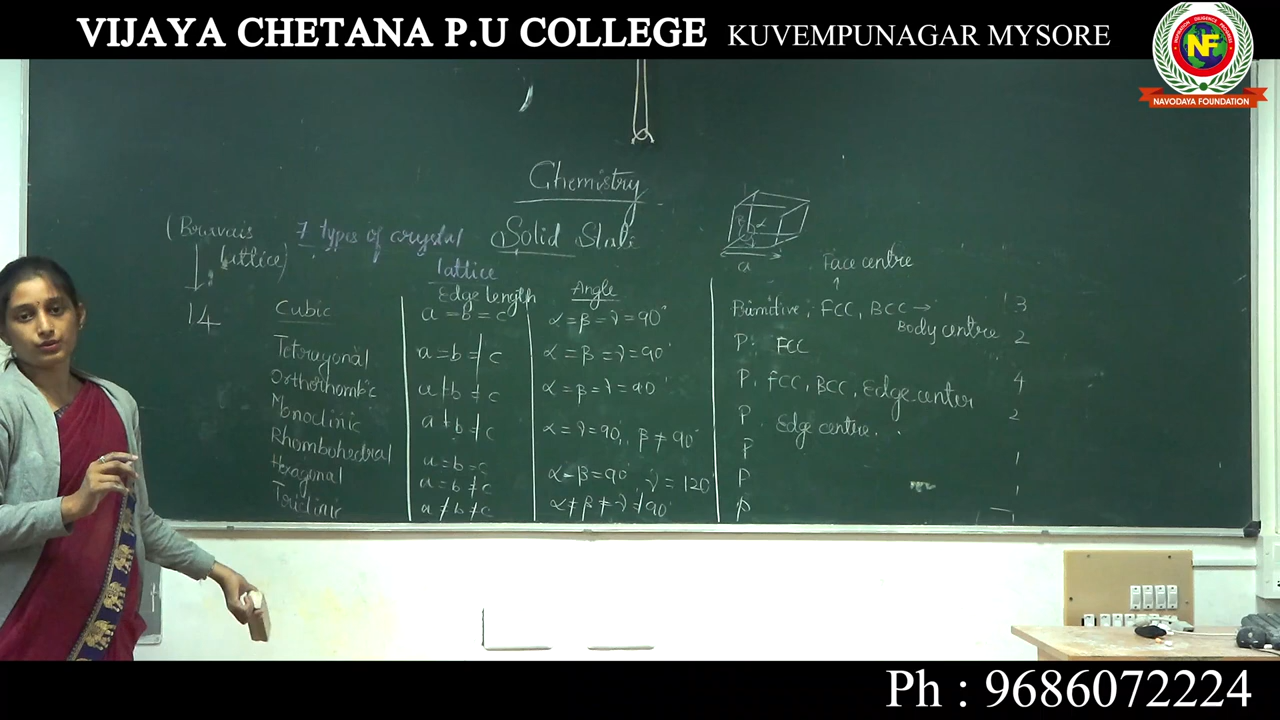 VIJAYA CHETANA P.U COLLEGE KUVEMPUNAGAR MYSORE
NF
NAVODAYA FOUNDATION
Chemistry
(Bravais lattice) 7 types of crystal lattice Solid State
a
β α
Face centre
14
Edge length Angle
Cubic a = b = c α = β = γ = 90° Primitive, FCC, BCC → Body centre 3
Tetragonal a = b ≠ c α = β = γ = 90° P. FCC 2
Orthorhombic a ≠ b ≠ c α = β = γ = 90° P. FCC, BCC, Edge center 4
Monoclinic a ≠ b ≠ c α = γ = 90°, β ≠ 90° P. Edge centre. 2
Rhombohedral a = b = c P 1
Hexagonal a = b ≠ c α = β = 90°, γ = 120° P 1
Triclinic a ≠ b ≠ c α ≠ β ≠ γ ≠ 90° P 1
Ph : 9686072224